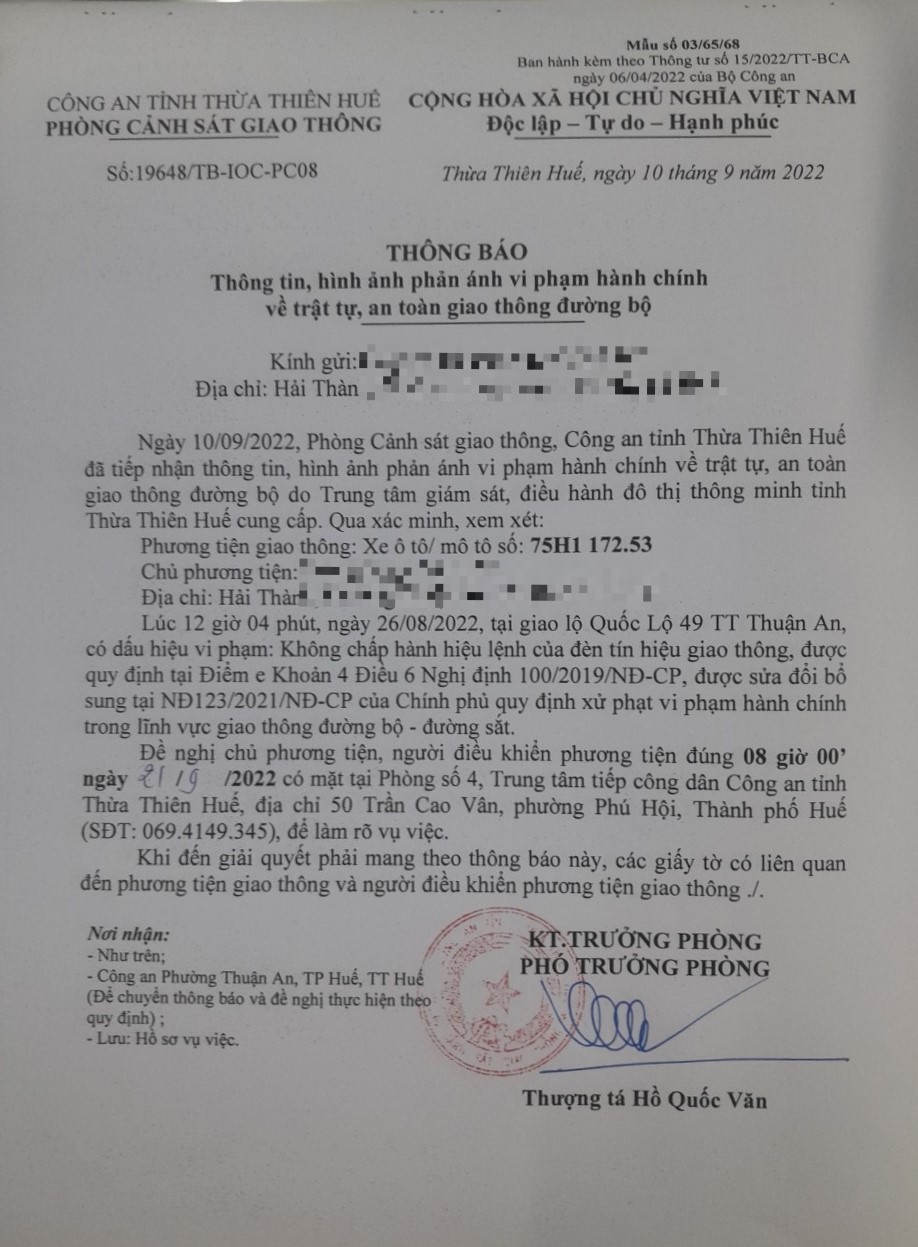 Mẫu số 03/65/68
Ban hành kèm theo Thông tư số 15/2022/TT-BCA
ngày 06/04/2022 của Bộ Công an
CÔNG AN TỈNH THỪA THIÊN HUẾ
PHÒNG CẢNH SÁT GIAO THÔNG
CỘNG HÒA XÃ HỘI CHỦ NGHĨA VIỆT NAM
Độc lập – Tự do – Hạnh phúc
Số:19648/TB-IOC-PC08
Thừa Thiên Huế, ngày 10 tháng 9 năm 2022
THÔNG BÁO
Thông tin, hình ảnh phản ánh vi phạm hành chính
về trật tự, an toàn giao thông đường bộ
Kính gửi:
Địa chỉ: Hải Thàn
Ngày 10/09/2022, Phòng Cảnh sát giao thông, Công an tỉnh Thừa Thiên Huế
đã tiếp nhận thông tin, hình ảnh phản ánh vi phạm hành chính về trật tự, an toàn
giao thông đường bộ do Trung tâm giám sát, điều hành đô thị thông minh tỉnh
Thừa Thiên Huế cung cấp. Qua xác minh, xem xét:
Phương tiện giao thông: Xe ô tô/ mô tô số: 75H1 172.53
Chủ phương tiện:
Địa chỉ: Hải Thàn
Lúc 12 giờ 04 phút, ngày 26/08/2022, tại giao lộ Quốc Lộ 49 TT Thuận An,
có dấu hiệu vi phạm: Không chấp hành hiệu lệnh của đèn tín hiệu giao thông, được
quy định tại Điểm e Khoản 4 Điều 6 Nghị định 100/2019/NĐ-CP, được sửa đổi bổ
sung tại NĐ123/2021/NĐ-CP của Chính phủ quy định xử phạt vi phạm hành chính
trong lĩnh vực giao thông đường bộ - đường sắt.
Đề nghị chủ phương tiện, người điều khiển phương tiện đúng 08 giờ 00’
ngày 21/9 /2022 có mặt tại Phòng số 4, Trung tâm tiếp công dân Công an tỉnh
Thừa Thiên Huế, địa chỉ 50 Trần Cao Vân, phường Phú Hội, Thành phố Huế
(SĐT: 069.4149.345), để làm rõ vụ việc.
Khi đến giải quyết phải mang theo thông báo này, các giấy tờ có liên quan
đến phương tiện giao thông và người điều khiển phương tiện giao thông ./.
Nơi nhận:
- Như trên;
- Công an Phường Thuận An, TP Huế, TT Huế
(Để chuyển thông báo và đề nghị thực hiện theo
quy định) ;
- Lưu: Hồ sơ vụ việc.
KT.TRƯỞNG PHÒNG
PHÓ TRƯỞNG PHÒNG
Thượng tá Hồ Quốc Văn